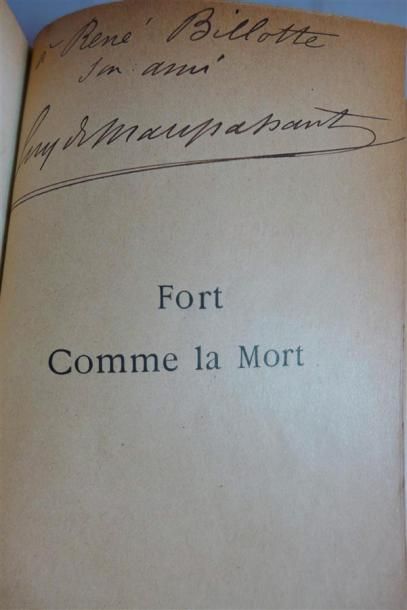 à René Billotte
son ami
Guy de Maupassant
Fort
Comme la Mort